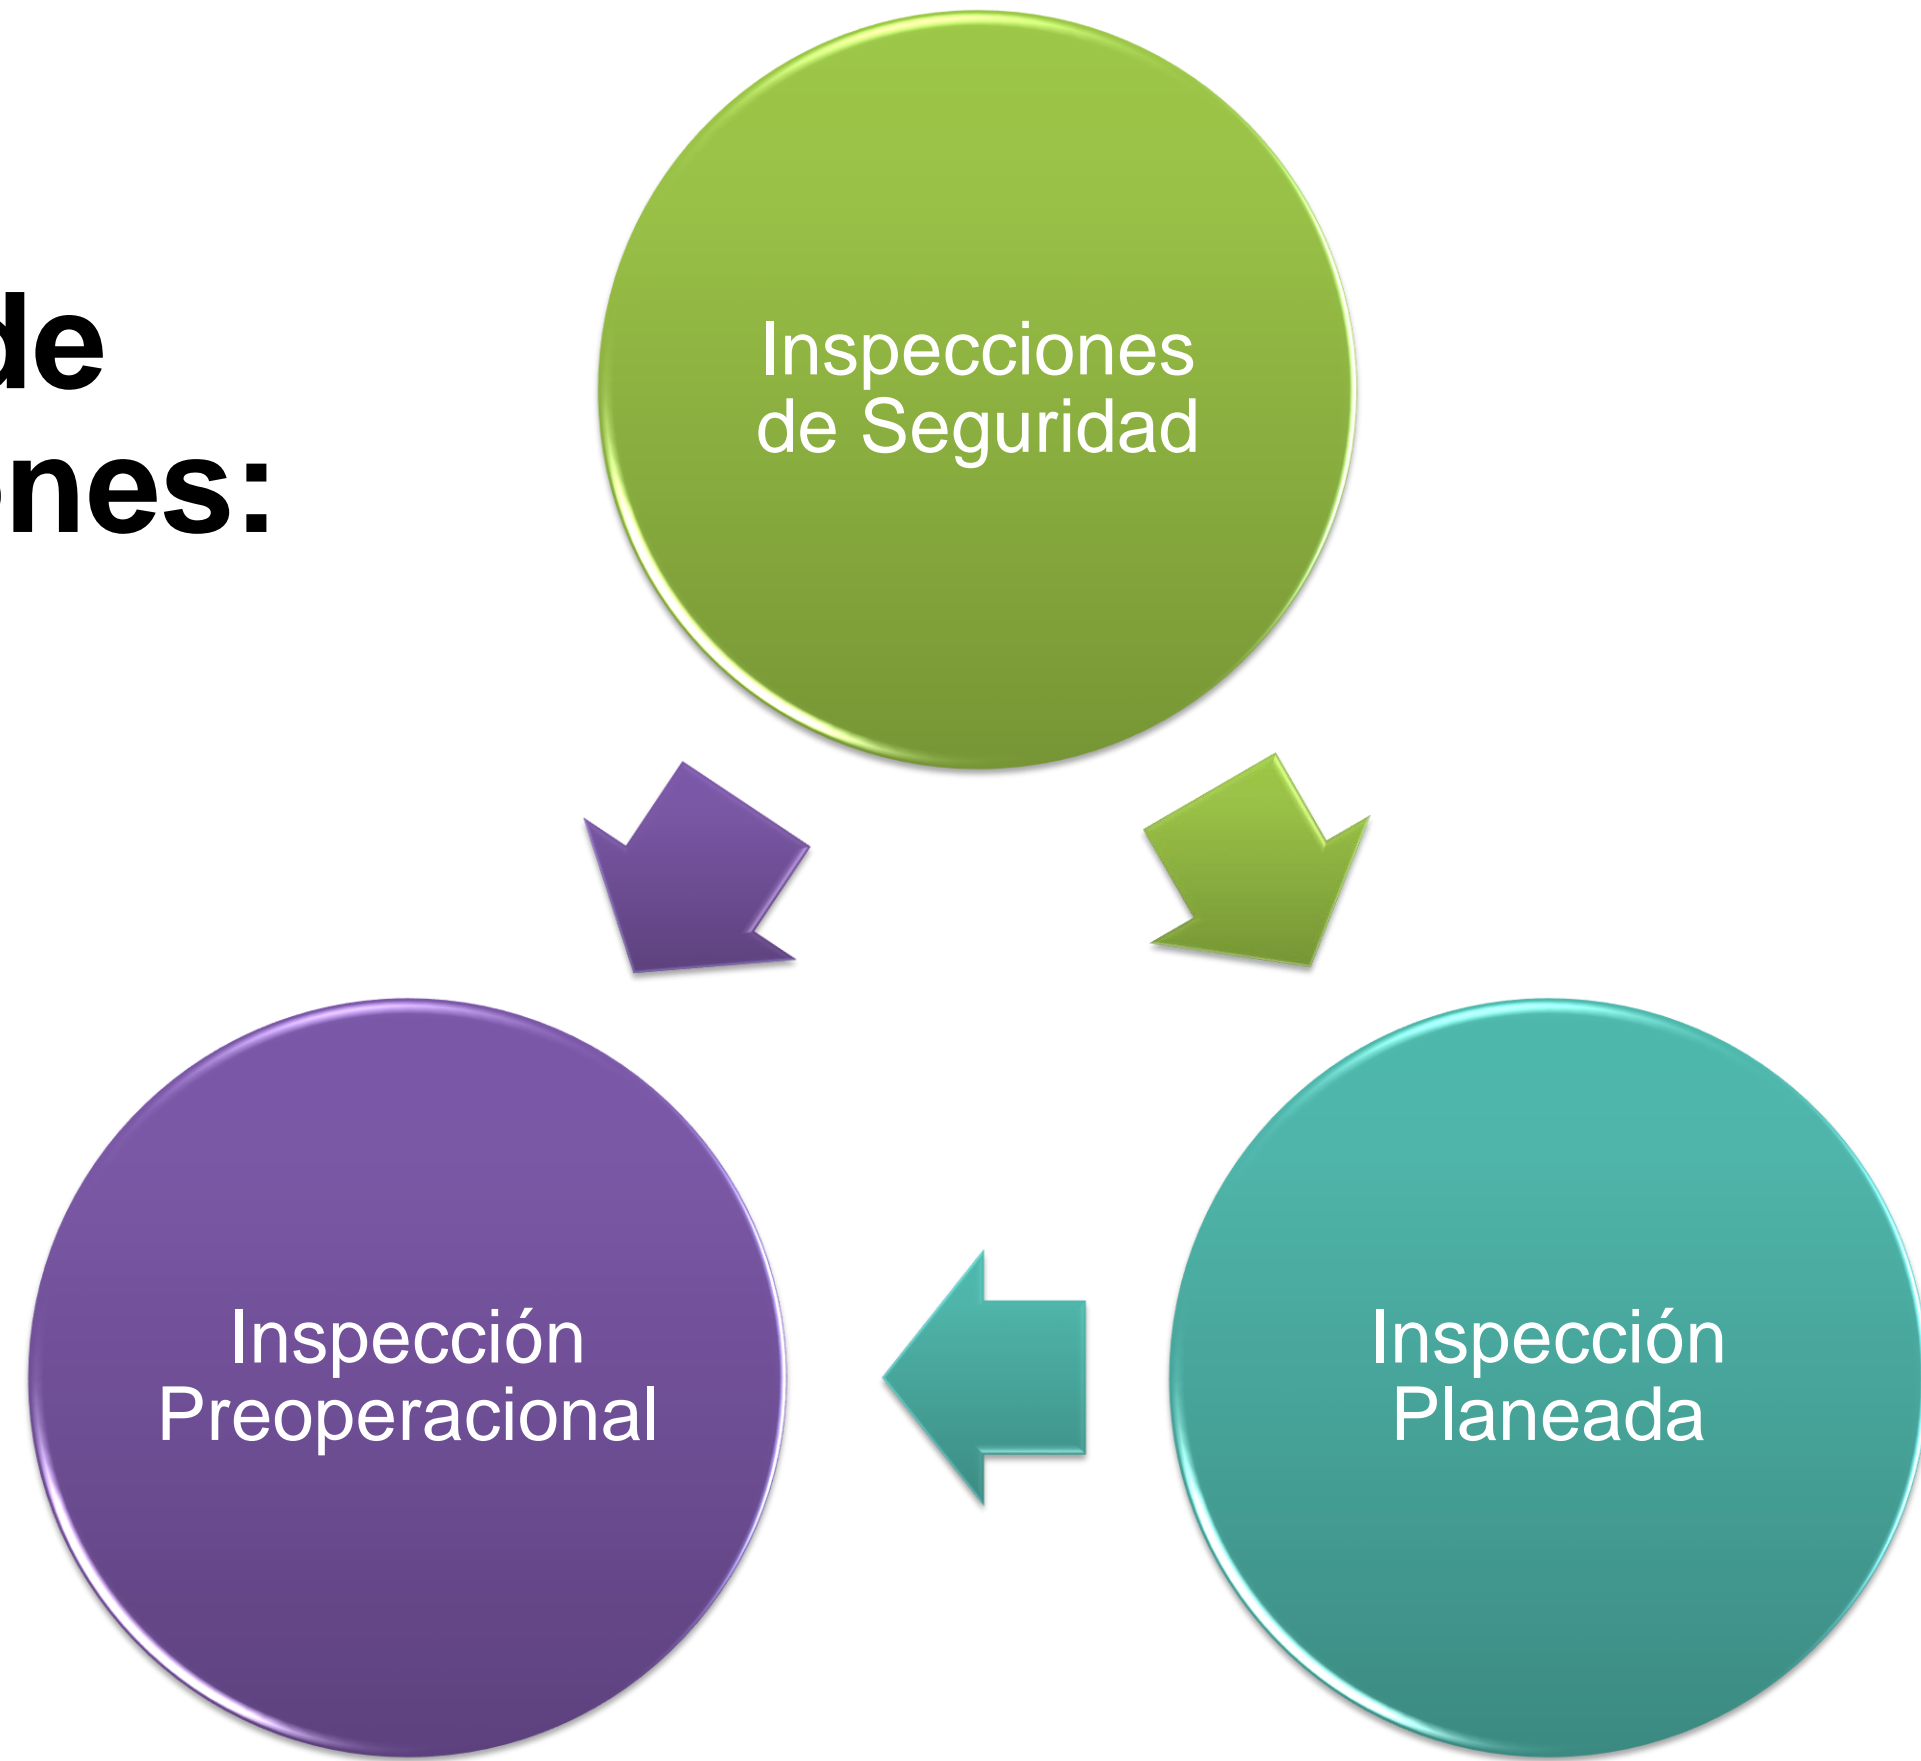 de
nes:
Inspecciones
de Seguridad
Inspección
Preoperacional
Inspección
Planeada